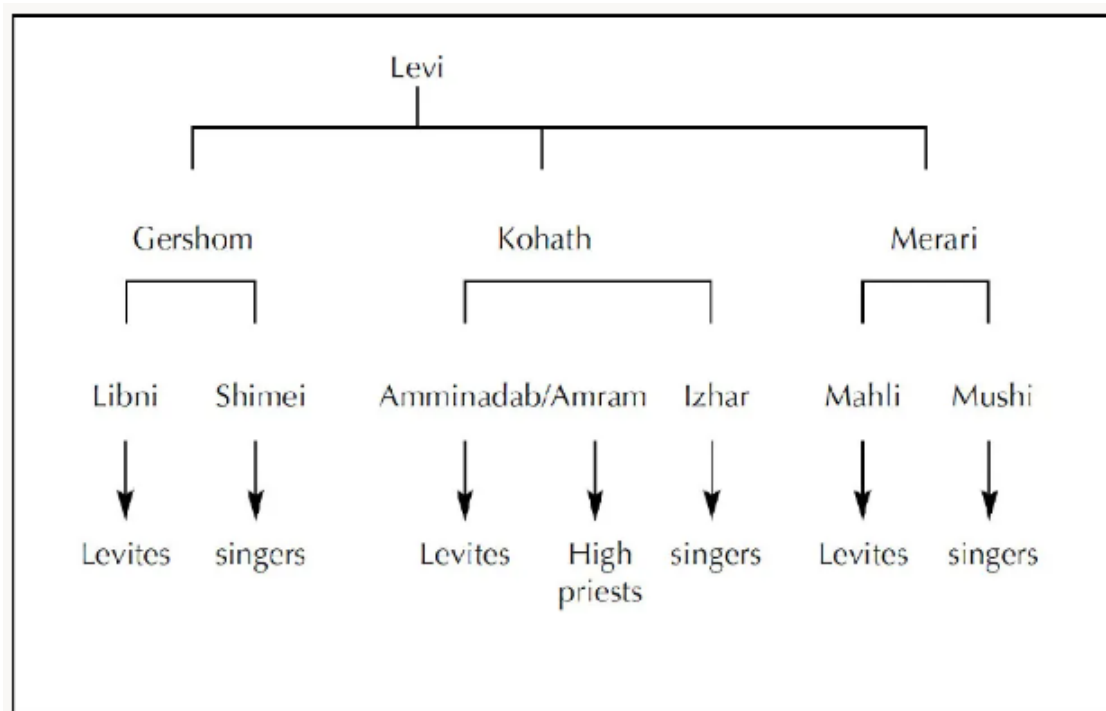 Levi
Gershom Kohath Merari
Libni Shimei Amminadab/Amram Izhar Mahli Mushi
Levites singers Levites High priests singers Levites singers